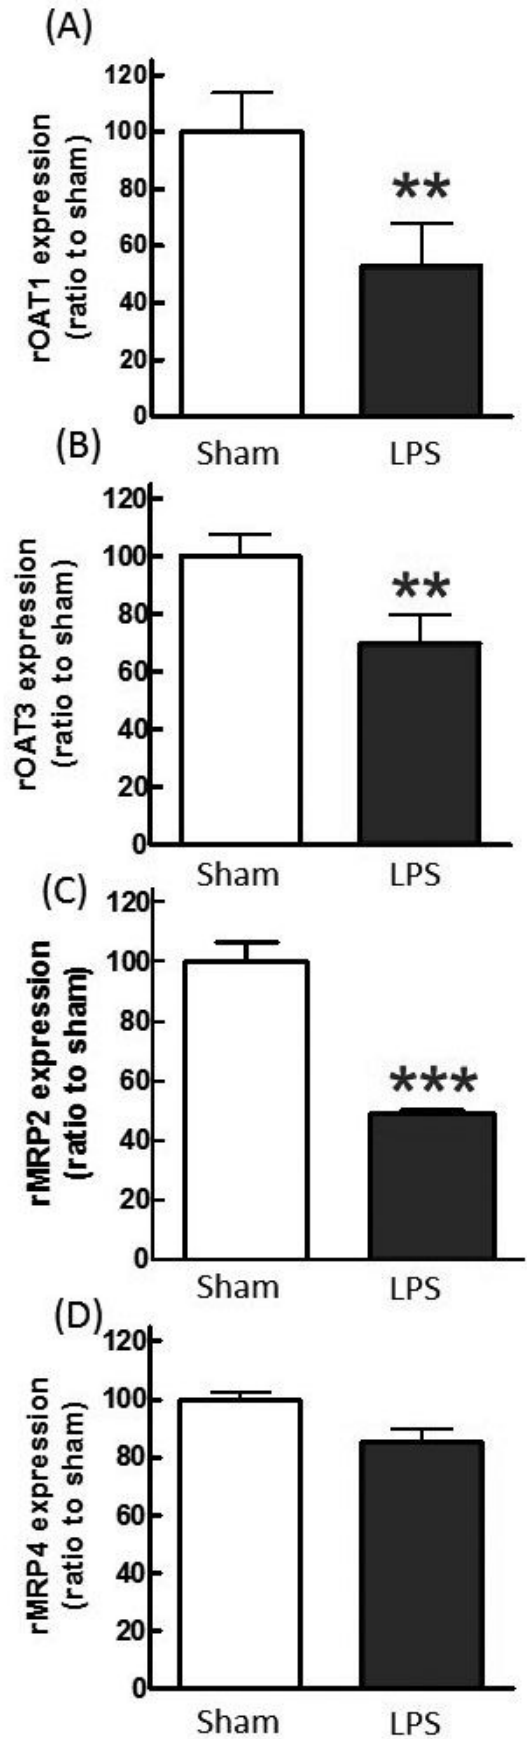 (A)
rOAT1 expression
(ratio to sham)
120
100
80
60
40
20
0
**
Sham LPS
(B)
rOAT3 expression
(ratio to sham)
120
100
80
60
40
20
0
**
Sham LPS
(C)
rMRP2 expression
(ratio to sham)
120
100
80
60
40
20
0
***
Sham LPS
(D)
rMRP4 expression
(ratio to sham)
120
100
80
60
40
20
0
Sham LPS